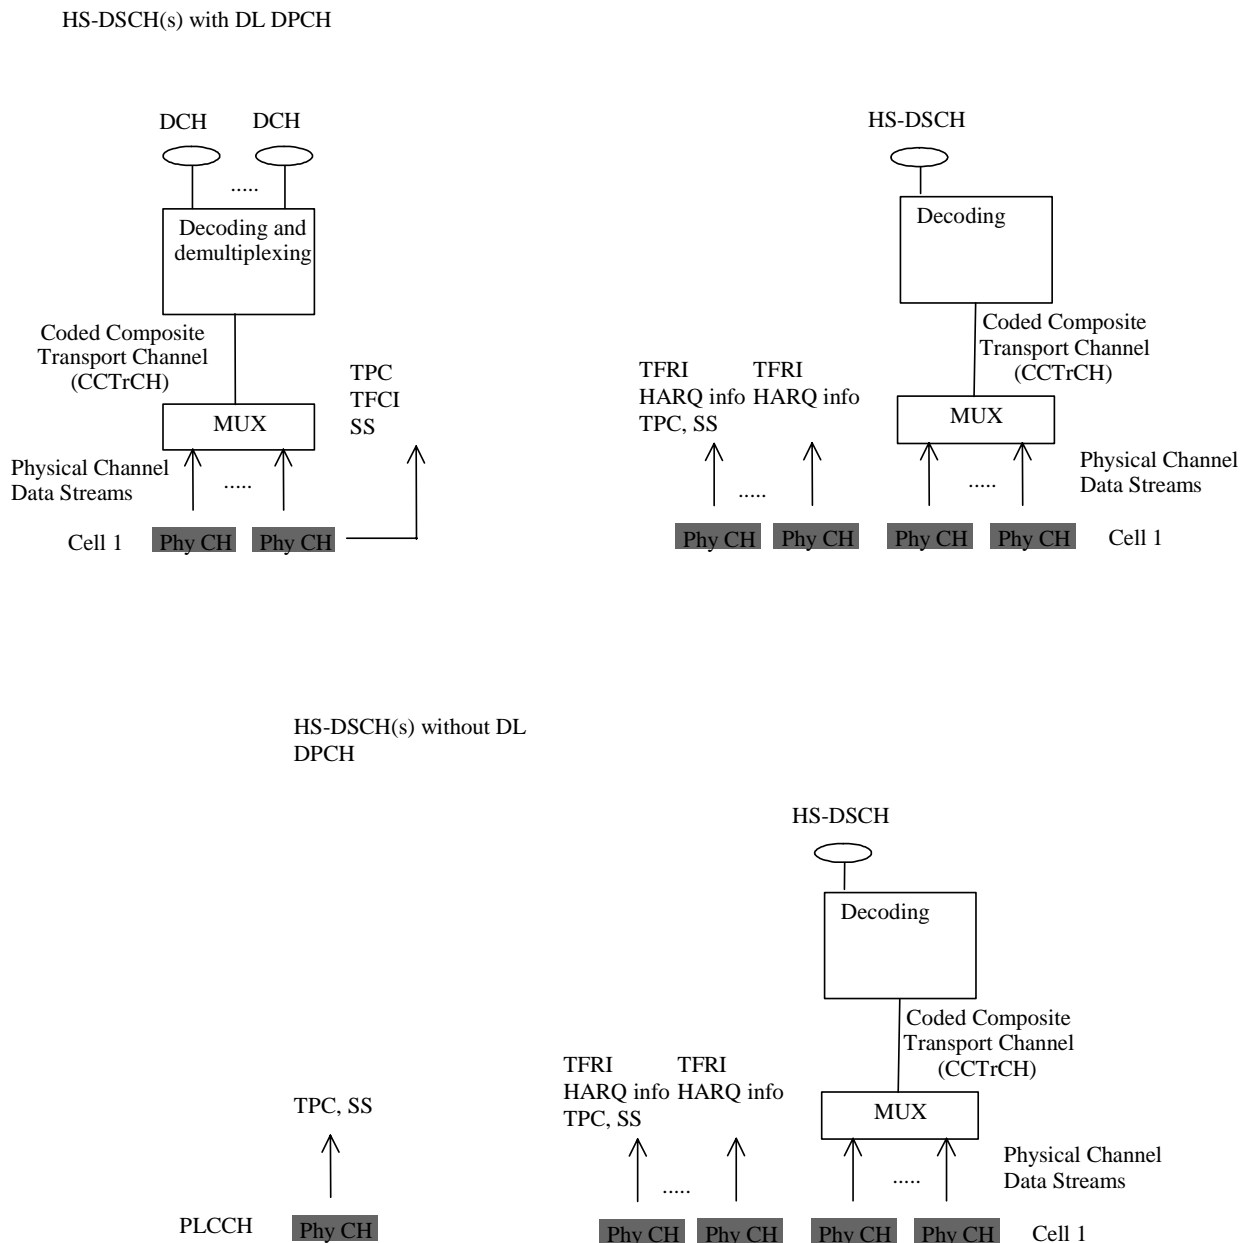 HS-DSCH(s) with DL DPCH
DCH
DCH
.....
Decoding and
demultiplexing
Coded Composite
Transport Channel
(CCTrCH)
MUX
TPC
TFCI
SS
Physical Channel
Data Streams
.....
Cell 1
Phy CH
Phy CH
HS-DSCH
Decoding
Coded Composite
Transport Channel
(CCTrCH)
TFRI
HARQ info
TPC, SS
TFRI
HARQ info
MUX
.....
.....
Physical Channel
Data Streams
Phy CH
Phy CH
Phy CH
Phy CH
Cell 1
HS-DSCH(s) without DL
DPCH
HS-DSCH
Decoding
Coded Composite
Transport Channel
(CCTrCH)
TPC, SS
TFRI
HARQ info
TPC, SS
TFRI
HARQ info
MUX
.....
.....
Physical Channel
Data Streams
PLCCH
Phy CH
Phy CH
Phy CH
Phy CH
Phy CH
Cell 1